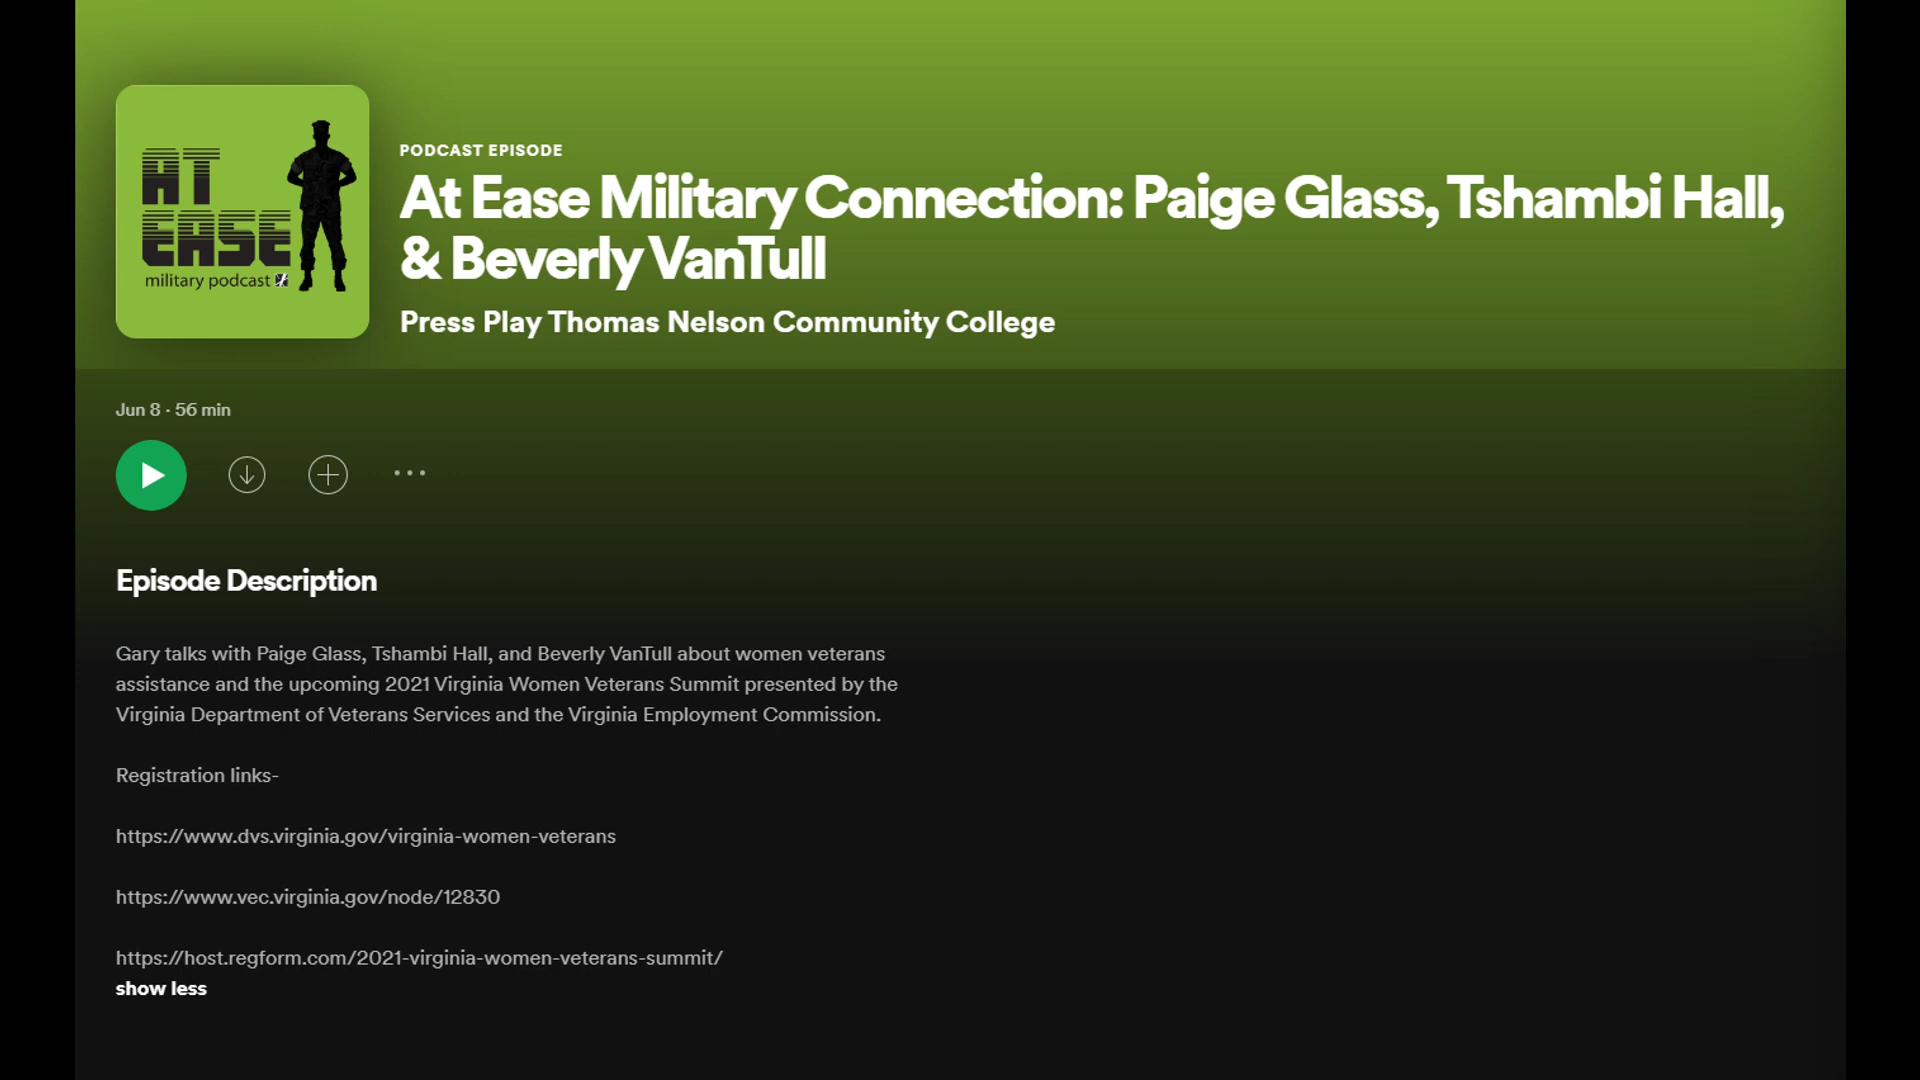 AT
EASE
military podcast
PODCAST EPISODE
At Ease Military Connection: Paige Glass, Tshambi Hall,
& Beverly VanTull
Press Play Thomas Nelson Community College
Jun 8 · 56 min
Episode Description
Gary talks with Paige Glass, Tshambi Hall, and Beverly VanTull about women veterans
assistance and the upcoming 2021 Virginia Women Veterans Summit presented by the
Virginia Department of Veterans Services and the Virginia Employment Commission.
Registration links-
https://www.dvs.virginia.gov/virginia-women-veterans
https://www.vec.virginia.gov/node/12830
https://host.regform.com/2021-virginia-women-veterans-summit/
show less